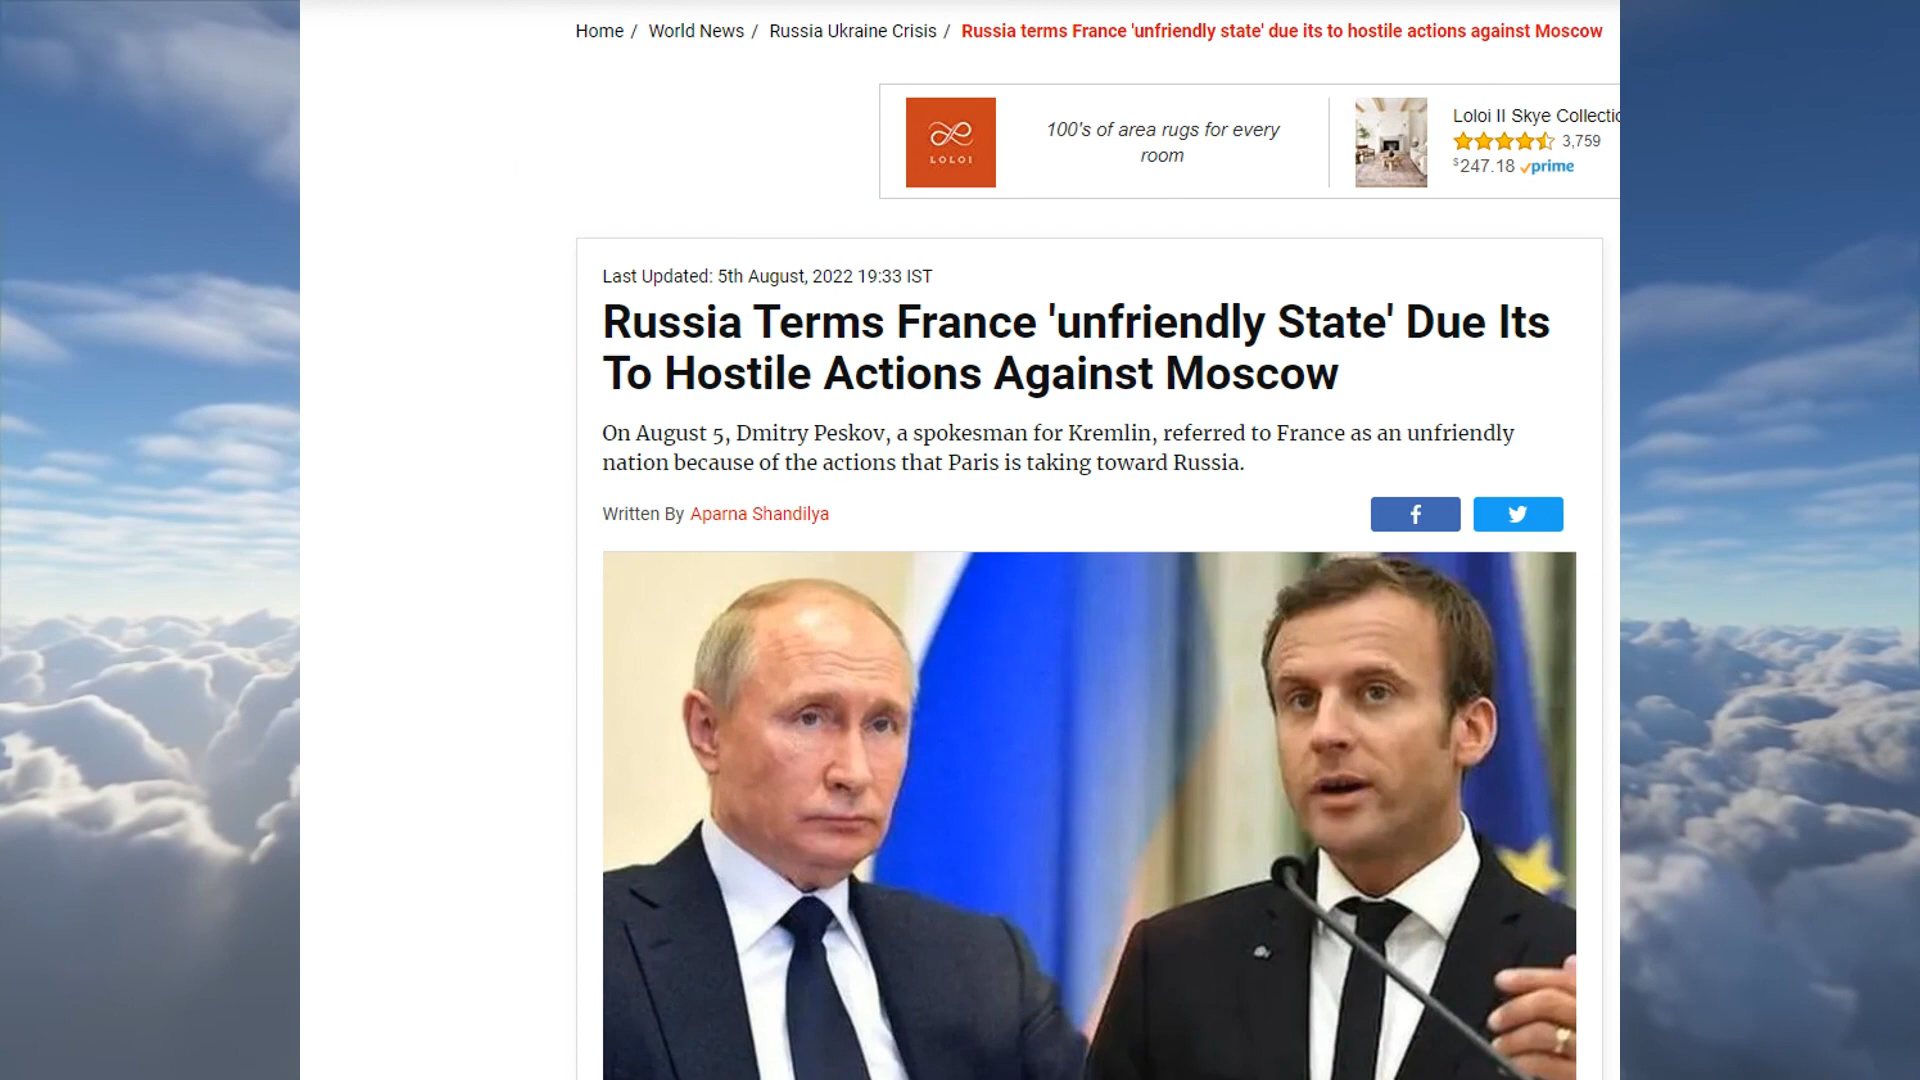 Home / World News / Russia Ukraine Crisis / Russia terms France 'unfriendly state' due its to hostile actions against Moscow
LOLOI
100's of area rugs for every
room
Loloi II Skye Collectio
3,759
$247.18 prime
Last Updated: 5th August, 2022 19:33 IST
Russia Terms France 'unfriendly State' Due Its
To Hostile Actions Against Moscow
On August 5, Dmitry Peskov, a spokesman for Kremlin, referred to France as an unfriendly
nation because of the actions that Paris is taking toward Russia.
Written By Aparna Shandilya
f